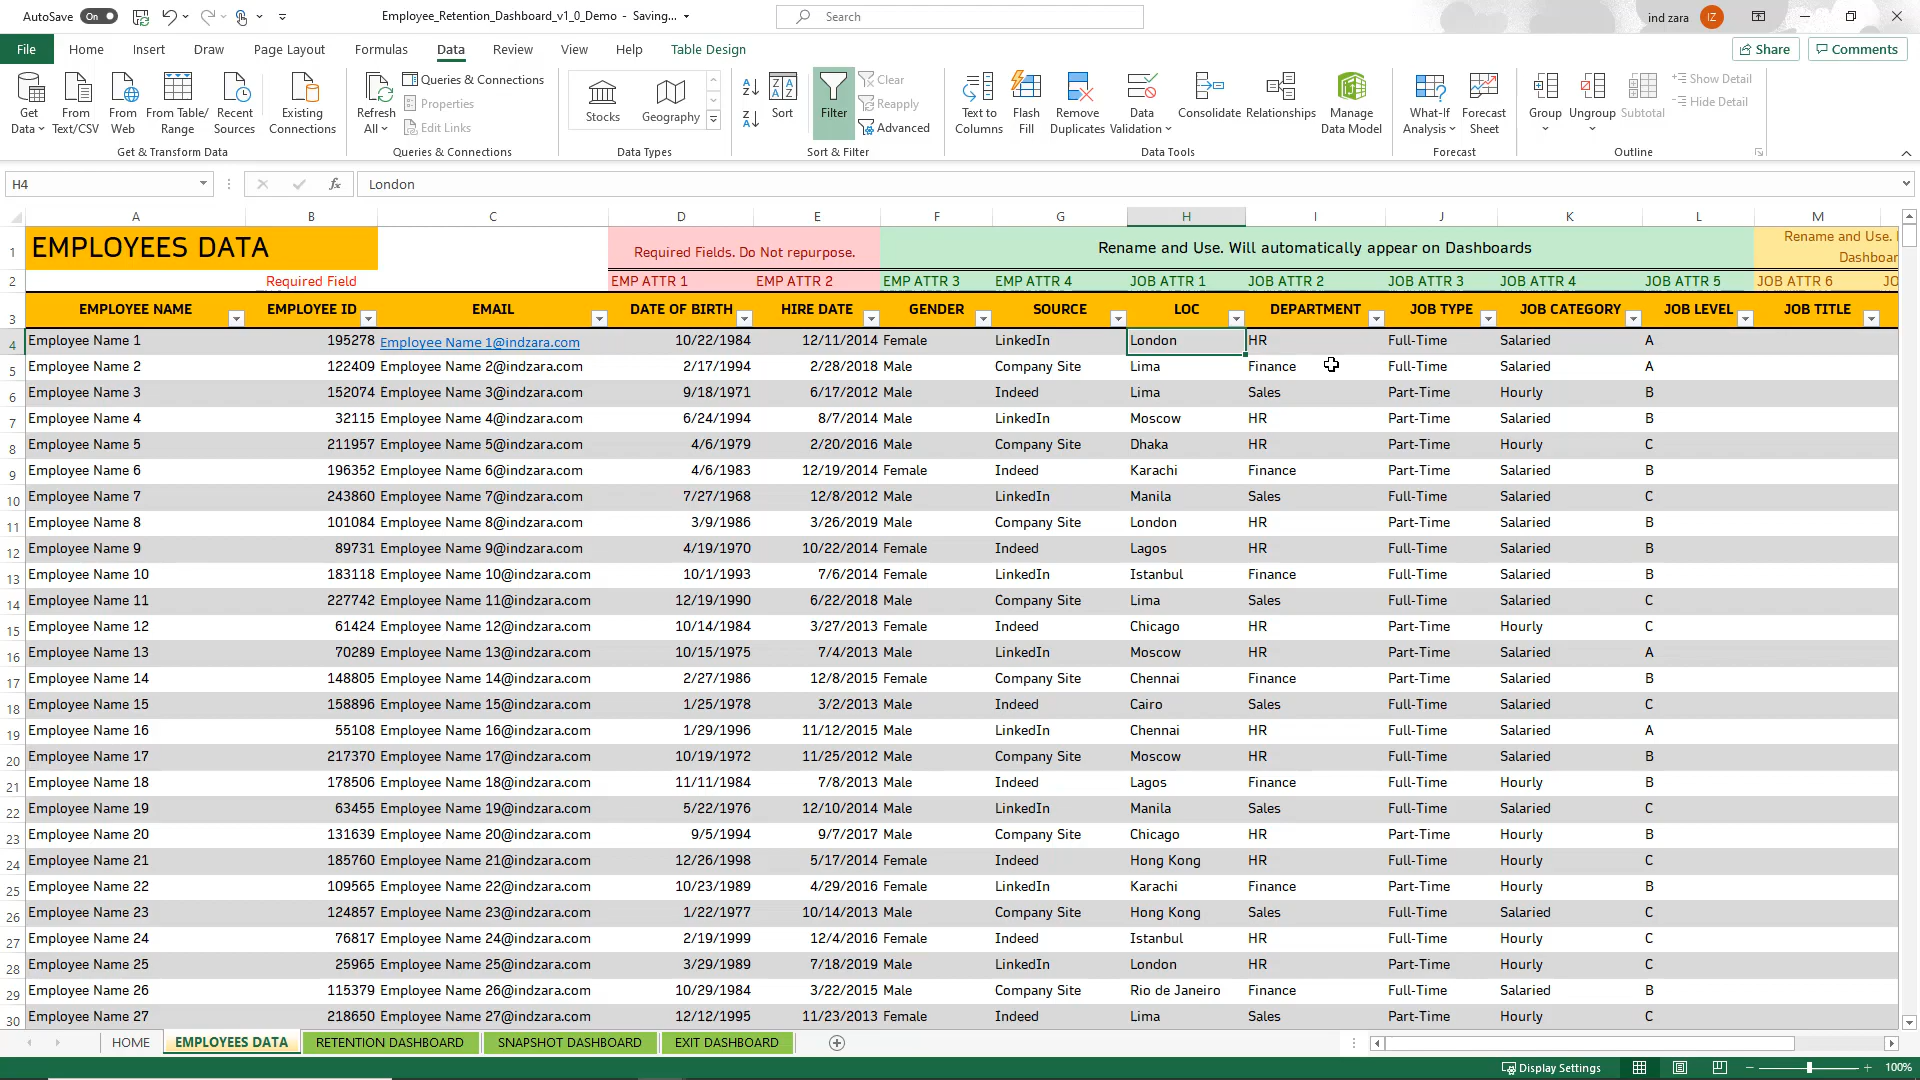 AutoSave On Employee_Retention_Dashboard_v1_0_Demo - Saving... Search ind zara IZ
File Home Insert Draw Page Layout Formulas Data Review View Help Table Design Share Comments
Get Data From Text/CSV From Web From Table/ Range Recent Sources Existing Connections Refresh All Queries & Connections Properties Edit Links Stocks Geography Sort Filter Clear Reapply Advanced Text to Columns Flash Fill Remove Duplicates Data Validation Consolidate Relationships Manage Data Model What-If Analysis Forecast Sheet Group Ungroup Subtotal Show Detail Hide Detail
Get & Transform Data Queries & Connections Data Types Sort & Filter Data Tools Forecast Outline
H4 fx London
A B C D E F G H I J K L M
1 EMPLOYEES DATA Required Fields. Do Not repurpose. Rename and Use. Will automatically appear on Dashboards Rename and Use. Dashboar
2 Required Field EMP ATTR 1 EMP ATTR 2 EMP ATTR 3 EMP ATTR 4 JOB ATTR 1 JOB ATTR 2 JOB ATTR 3 JOB ATTR 4 JOB ATTR 5 JOB ATTR 6 JO
3 EMPLOYEE NAME EMPLOYEE ID EMAIL DATE OF BIRTH HIRE DATE GENDER SOURCE LOC DEPARTMENT JOB TYPE JOB CATEGORY JOB LEVEL JOB TITLE
4 Employee Name 1 195278 Employee Name 1@indzara.com 10/22/1984 12/11/2014 Female LinkedIn London HR Full-Time Salaried A
5 Employee Name 2 122409 Employee Name 2@indzara.com 2/17/1994 2/28/2018 Male Company Site Lima Finance Full-Time Salaried A
6 Employee Name 3 152074 Employee Name 3@indzara.com 9/18/1971 6/17/2012 Male Indeed Lima Sales Part-Time Hourly B
7 Employee Name 4 32115 Employee Name 4@indzara.com 6/24/1994 8/7/2014 Male LinkedIn Moscow HR Part-Time Salaried B
8 Employee Name 5 211957 Employee Name 5@indzara.com 4/6/1979 2/20/2016 Male Company Site Dhaka HR Part-Time Hourly C
9 Employee Name 6 196352 Employee Name 6@indzara.com 4/6/1983 12/19/2014 Female Indeed Karachi Finance Part-Time Salaried B
10 Employee Name 7 243860 Employee Name 7@indzara.com 7/27/1968 12/8/2012 Male LinkedIn Manila Sales Full-Time Salaried C
11 Employee Name 8 101084 Employee Name 8@indzara.com 3/9/1986 3/26/2019 Male Company Site London HR Part-Time Salaried B
12 Employee Name 9 89731 Employee Name 9@indzara.com 4/19/1970 10/22/2014 Female Indeed Lagos HR Full-Time Salaried B
13 Employee Name 10 183118 Employee Name 10@indzara.com 10/1/1993 7/6/2014 Female LinkedIn Istanbul Finance Full-Time Salaried B
14 Employee Name 11 227742 Employee Name 11@indzara.com 12/19/1990 6/22/2018 Male Company Site Lima Sales Full-Time Salaried C
15 Employee Name 12 61424 Employee Name 12@indzara.com 10/14/1984 3/27/2013 Female Indeed Chicago HR Part-Time Hourly C
16 Employee Name 13 70289 Employee Name 13@indzara.com 10/15/1975 7/4/2013 Male LinkedIn Moscow HR Part-Time Salaried A
17 Employee Name 14 148805 Employee Name 14@indzara.com 2/27/1986 12/8/2015 Female Company Site Chennai Finance Part-Time Salaried B
18 Employee Name 15 158896 Employee Name 15@indzara.com 1/25/1978 3/2/2013 Male Indeed Cairo Sales Full-Time Salaried C
19 Employee Name 16 55108 Employee Name 16@indzara.com 1/29/1996 11/12/2015 Male LinkedIn Chennai HR Full-Time Salaried A
20 Employee Name 17 217370 Employee Name 17@indzara.com 10/19/1972 11/25/2012 Male Company Site Moscow HR Full-Time Salaried B
21 Employee Name 18 178506 Employee Name 18@indzara.com 11/11/1984 7/8/2013 Male Indeed Lagos Finance Full-Time Hourly B
22 Employee Name 19 63455 Employee Name 19@indzara.com 5/22/1976 12/10/2014 Male LinkedIn Manila Sales Full-Time Salaried C
23 Employee Name 20 131639 Employee Name 20@indzara.com 9/5/1994 9/7/2017 Male Company Site Chicago HR Part-Time Hourly B
24 Employee Name 21 185760 Employee Name 21@indzara.com 12/26/1998 5/17/2014 Female Indeed Hong Kong HR Full-Time Hourly C
25 Employee Name 22 109565 Employee Name 22@indzara.com 10/23/1989 4/29/2016 Female LinkedIn Karachi Finance Part-Time Hourly B
26 Employee Name 23 124857 Employee Name 23@indzara.com 1/22/1977 10/14/2013 Male Company Site Hong Kong Sales Full-Time Salaried C
27 Employee Name 24 76817 Employee Name 24@indzara.com 2/19/1999 12/4/2016 Female Indeed Istanbul HR Full-Time Hourly C
28 Employee Name 25 25965 Employee Name 25@indzara.com 3/29/1989 7/18/2019 Male LinkedIn London HR Part-Time Hourly C
29 Employee Name 26 115379 Employee Name 26@indzara.com 10/29/1984 3/22/2015 Male Company Site Rio de Janeiro Finance Full-Time Salaried B
30 Employee Name 27 218650 Employee Name 27@indzara.com 12/12/1995 11/23/2013 Female Indeed Lima Sales Full-Time Hourly C
HOME EMPLOYEES DATA RETENTION DASHBOARD SNAPSHOT DASHBOARD EXIT DASHBOARD
Display Settings 100%